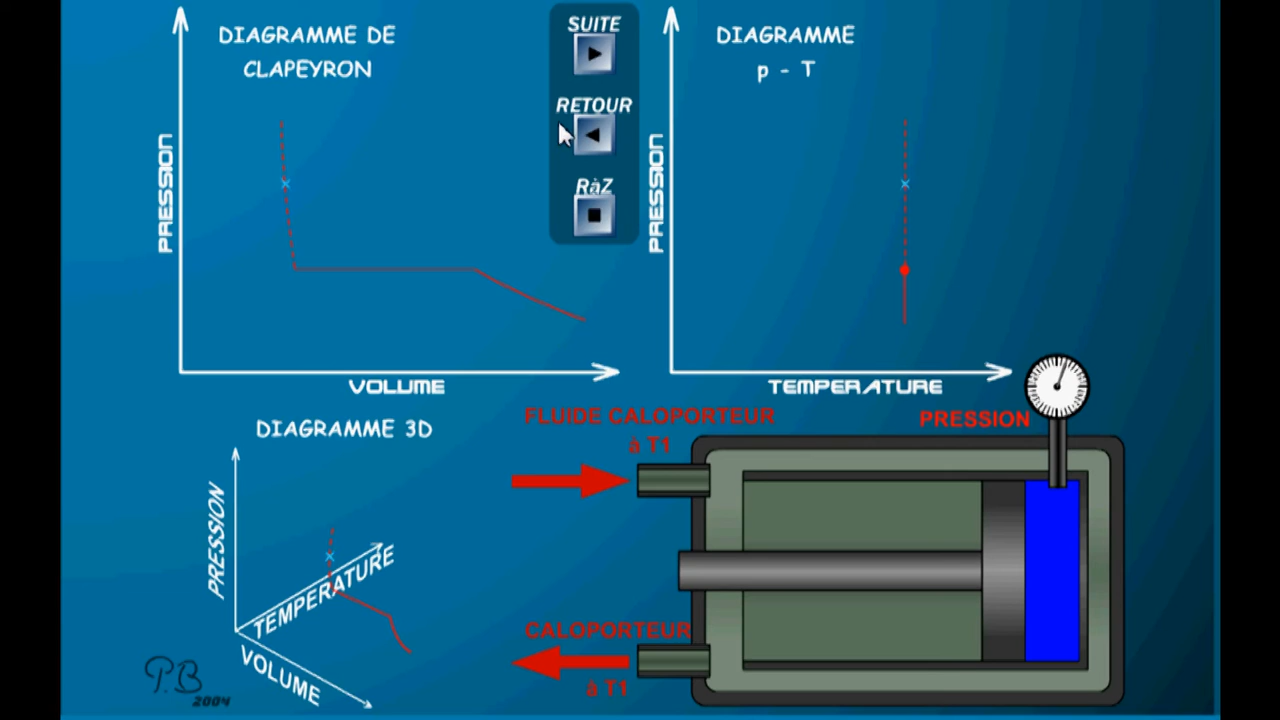 DIAGRAMME DE
CLAPEYRON
PRESSION
VOLUME
SUITE
RETOUR
RàZ
DIAGRAMME
p - T
PRESSION
TEMPERATURE
DIAGRAMME 3D
PRESSION
TEMPERATURE
VOLUME
FLUIDE CALOPORTEUR
à T1
PRESSION
CALOPORTEUR
à T1
P.B
2004